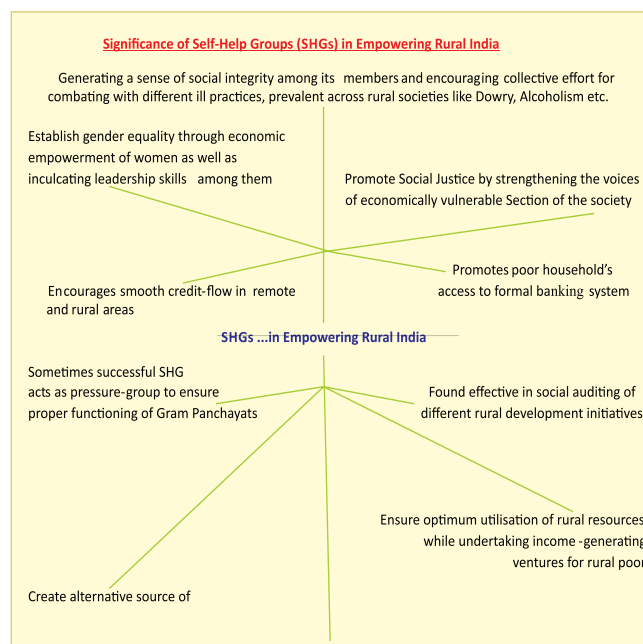 Significance of Self-Help Groups (SHGs) in Empowering Rural India
Generating a sense of social integrity among its members and encouraging collective effort for
combating with different ill practices, prevalent across rural societies like Dowry, Alcoholism etc.
Establish gender equality through economic
empowerment of women as well as
inculcating leadership skills among them
Promote Social Justice by strengthening the voices
of economically vulnerable Section of the society
Encourages smooth credit-flow in remote
and rural areas
Promotes poor household's
access to formal banking system
SHGs ...in Empowering Rural India
Sometimes successful SHG
acts as pressure-group to ensure
proper functioning of Gram Panchayats
Found effective in social auditing of
different rural development initiatives
Ensure optimum utilisation of rural resources
while undertaking income -generating
ventures for rural poor
Create alternative source of